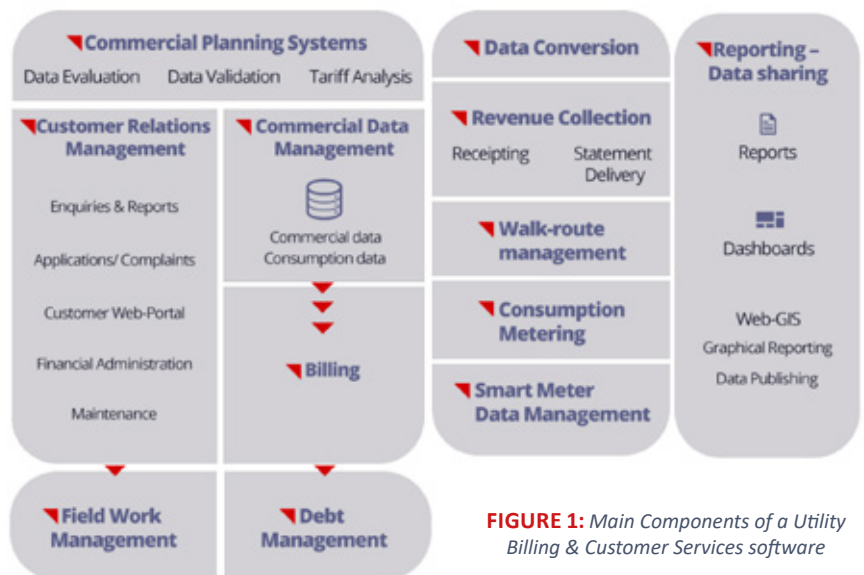 Commercial Planning Systems
Data Evaluation Data Validation Tariff Analysis
Customer Relations
Management
Enquiries & Reports
Applications/ Complaints
Customer Web-Portal
Financial Administration
Maintenance
Commercial Data
Management
Commercial data
Consumption data
Billing
Field Work
Management
Debt
Management
Data Conversion
Revenue Collection
Receipting Statement
Delivery
Walk-route
management
Consumption
Metering
Smart Meter
Data Management
Reporting –
Data sharing
Reports
Dashboards
Web-GIS
Graphical Reporting
Data Publishing
FIGURE 1: Main Components of a Utility
Billing & Customer Services software